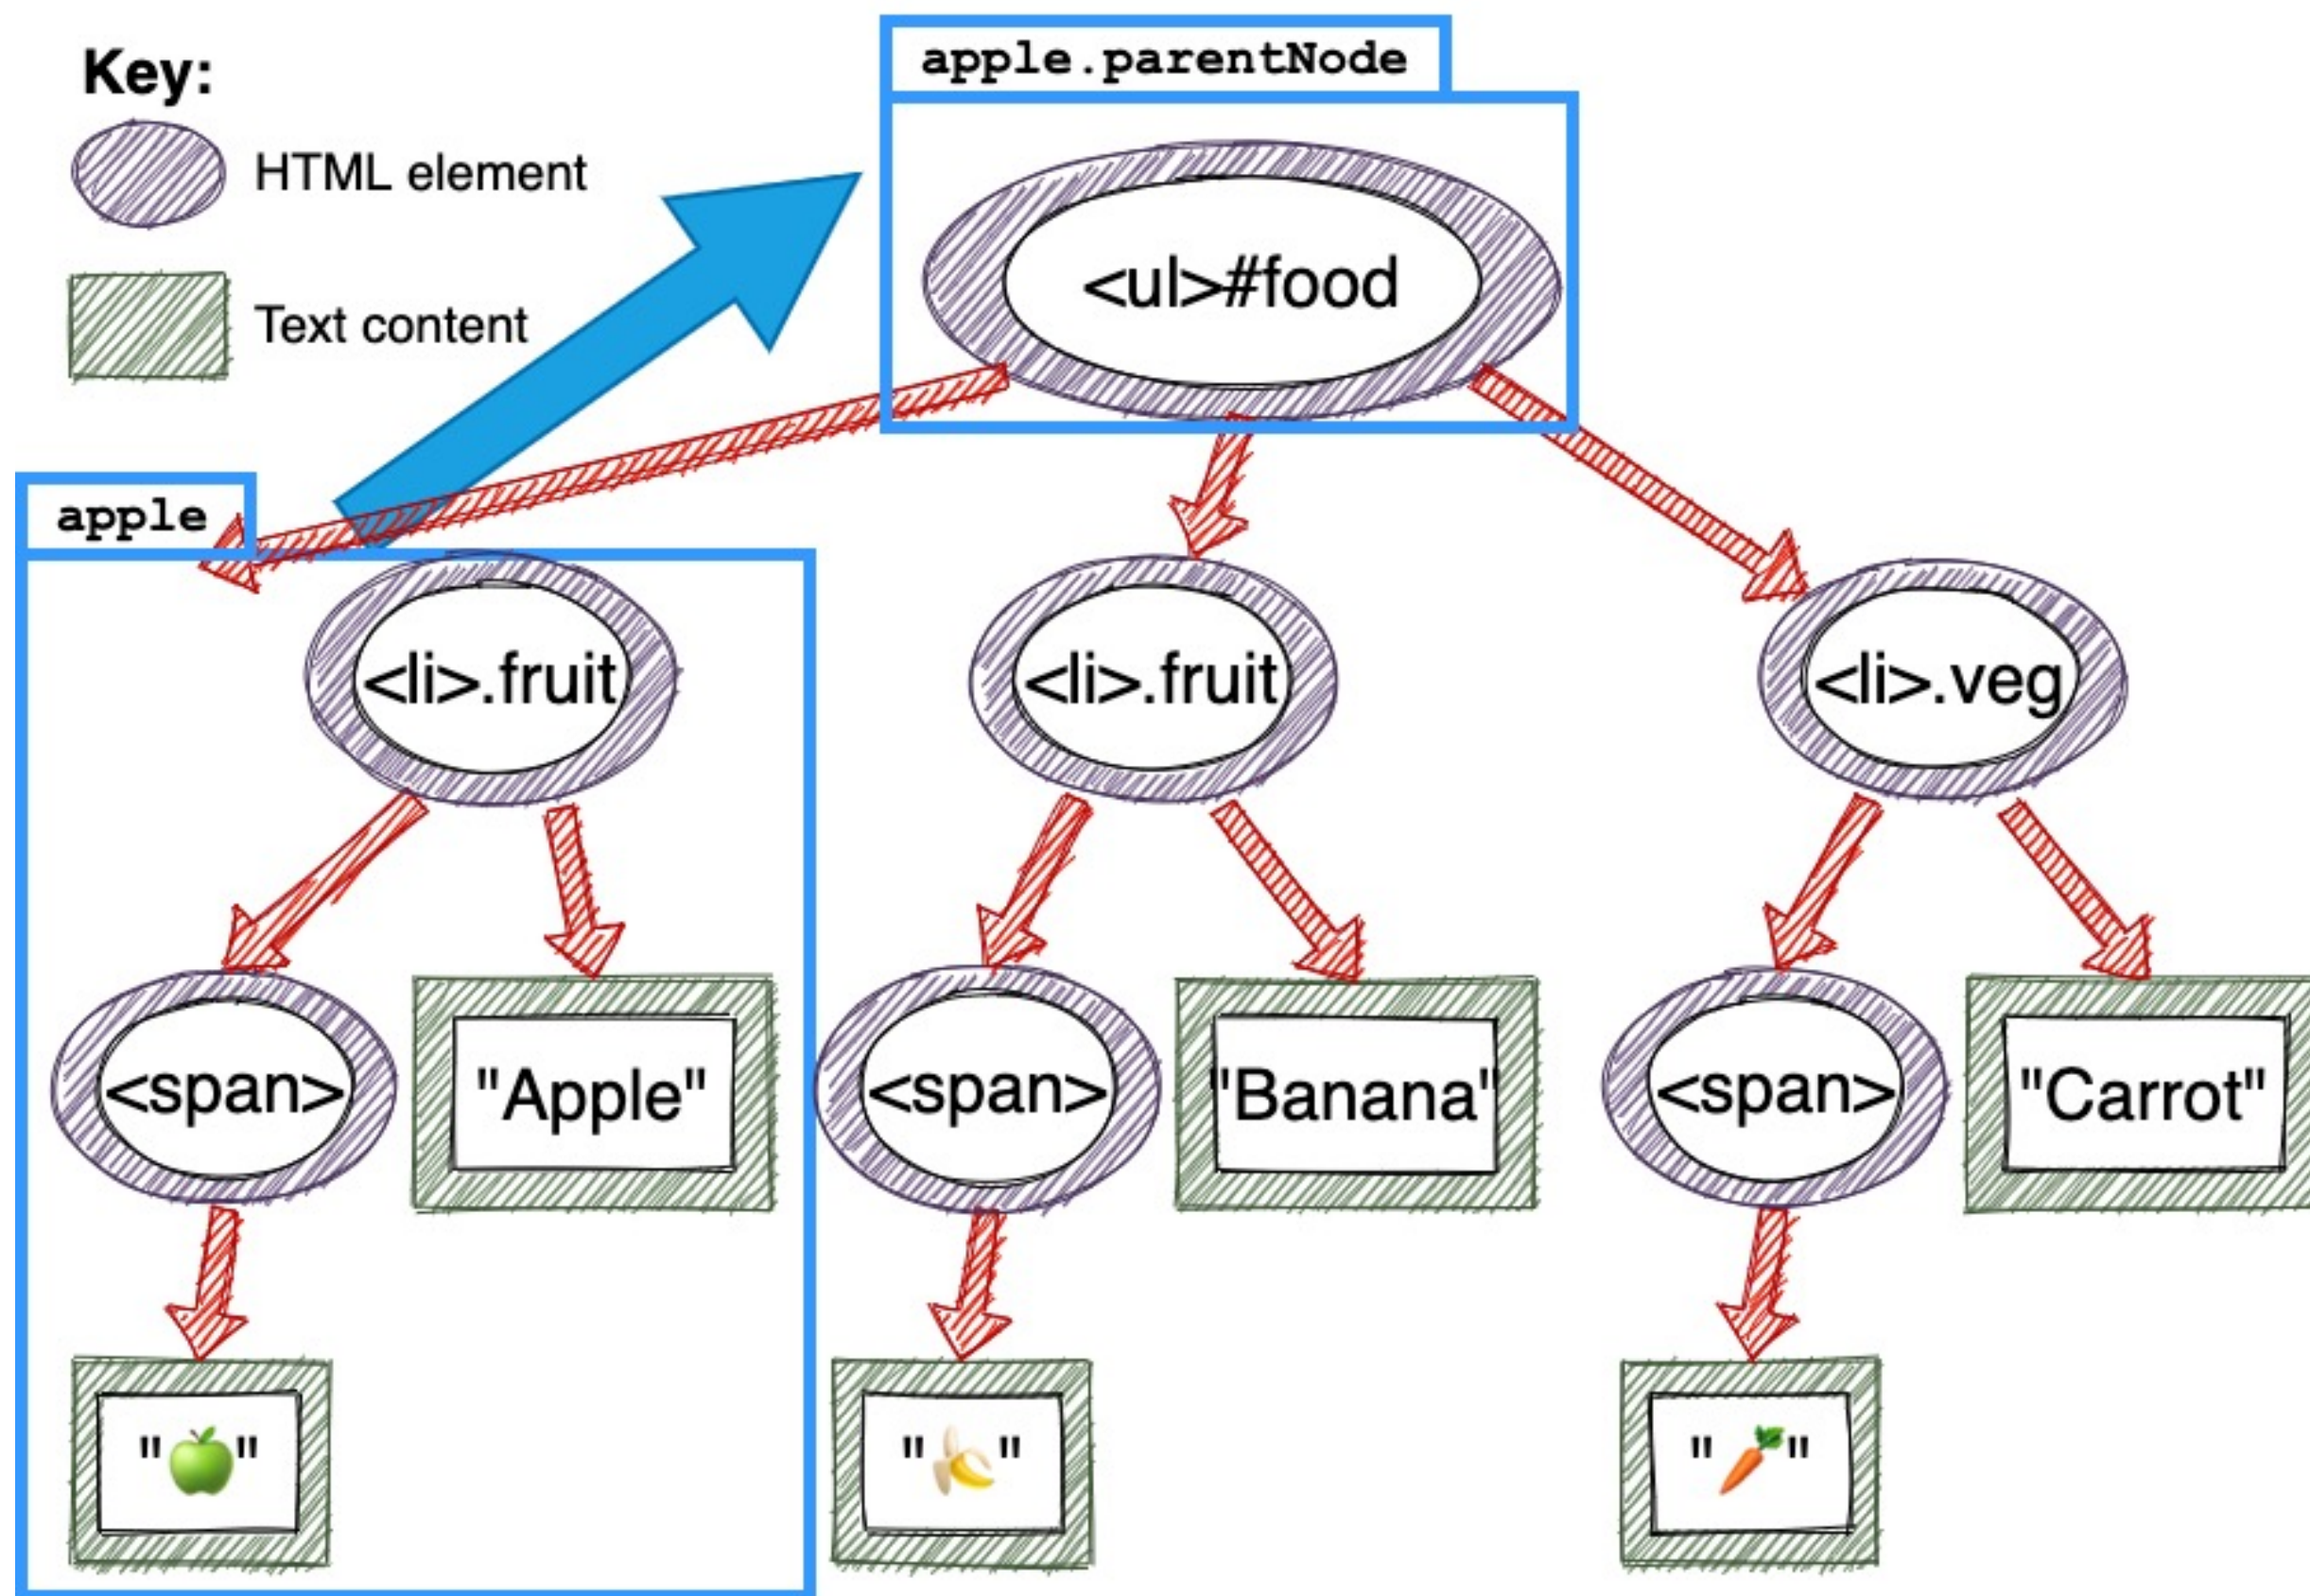 Key:
HTML element
Text content
apple.parentNode
<ul>#food
apple
<li>.fruit
<li>.fruit
<li>.veg
<span>
"Apple"
<span>
"Banana"
<span>
"Carrot"
"🍏"
"🍌"
"🥕"